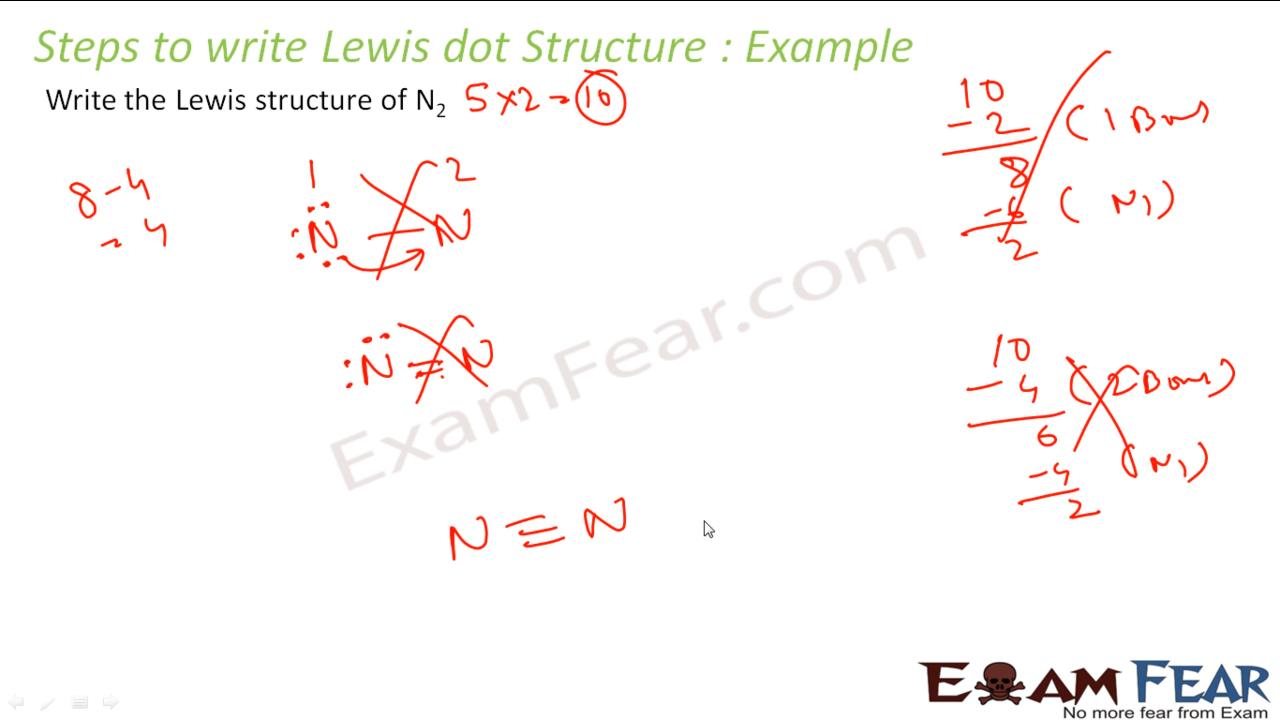 Steps to write Lewis dot Structure : Example
Write the Lewis structure of N₂ 5 × 2 = 10
8 - 4
= 4
1 2
N - N
N = N
N ≡ N
10
- 2 ( 1 Bond
8
- 6 ( N1)
2
10
- 4 ( 2 Bond)
6
- 4 ( N1)
2
ExamFear.com
EXAM FEAR
No more fear from Exam